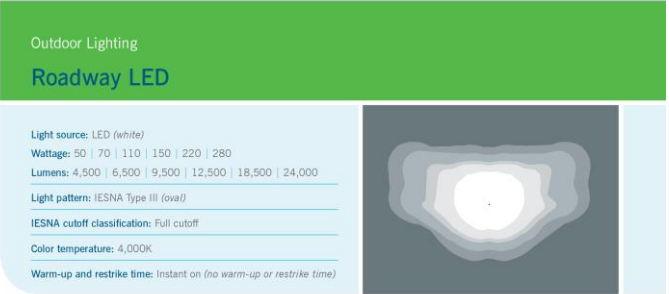 Outdoor Lighting
Roadway LED
Light source: LED (white)
Wattage: 50 | 70 | 110 | 150 | 220 | 280
Lumens: 4,500 | 6,500 | 9,500 | 12,500 | 18,500 | 24,000
Light pattern: IESNA Type III (oval)
IESNA cutoff classification: Full cutoff
Color temperature: 4,000K
Warm-up and restrike time: Instant on (no warm-up or restrike time)